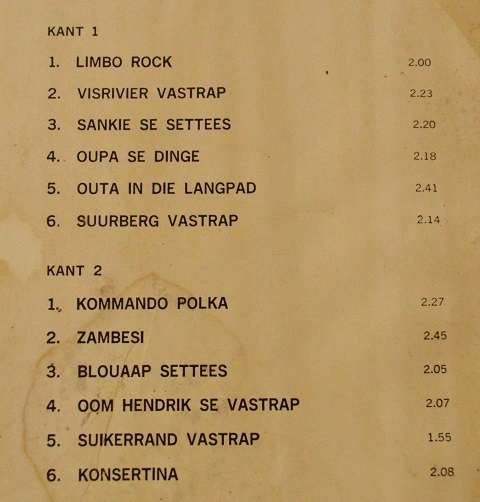 KANT 1
1. LIMBO ROCK 2.00
2. VISRIVIER VASTRAP 2.23
3. SANKIE SE SETTEES 2.20
4. OUPA SE DINGE 2.18
5. OUTA IN DIE LANGPAD 2.41
6. SUURBERG VASTRAP 2.14
KANT 2
1. KOMMANDO POLKA 2.27
2. ZAMBESI 2.45
3. BLOUAAP SETTEES 2.05
4. OOM HENDRIK SE VASTRAP 2.07
5. SUIKERRAND VASTRAP 1.55
6. KONSERTINA 2.08